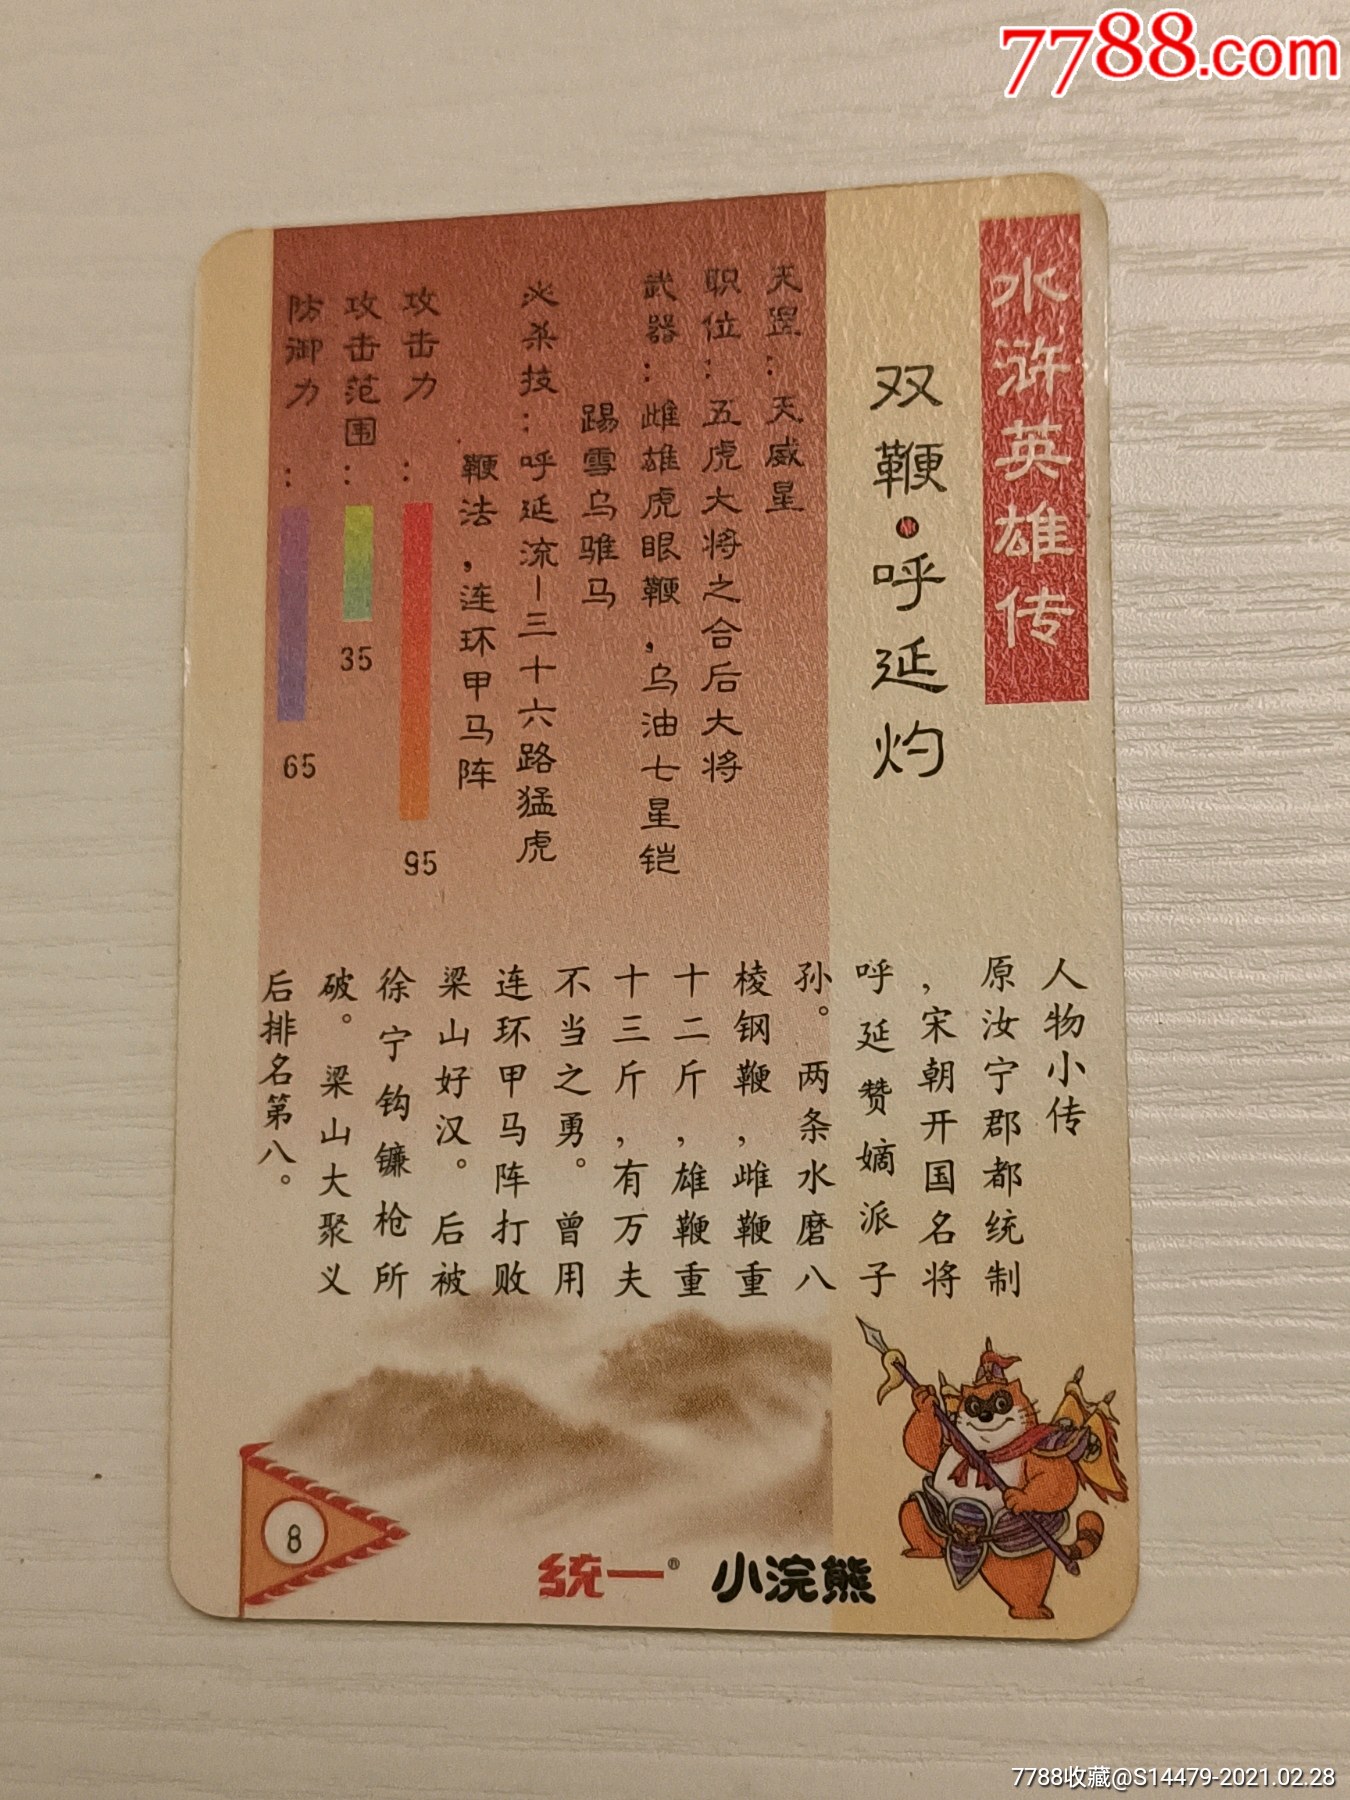 7788.com
水浒英雄传
双鞭·呼延灼
天罡：天威星
职位：五虎大将之合后大将
武器：雌雄虎眼鞭，乌油七星铠
踢雪乌骓马
必杀技：呼延流—三十六路猛虎
鞭法，连环甲马阵
攻击力：95
攻击范围：35
防御力：65
人物小传
原汝宁郡都统制
，宋朝开国名将
呼延赞嫡派子
孙。两条水磨八
棱钢鞭，雌鞭重
十二斤，雄鞭重
十三斤，有万夫
不当之勇。曾用
连环甲马阵打败
梁山好汉。后被
徐宁钩镰枪所
破。梁山大聚义
后排名第八。
8
统一® 小浣熊
7788收藏@S14479-2021.02.28